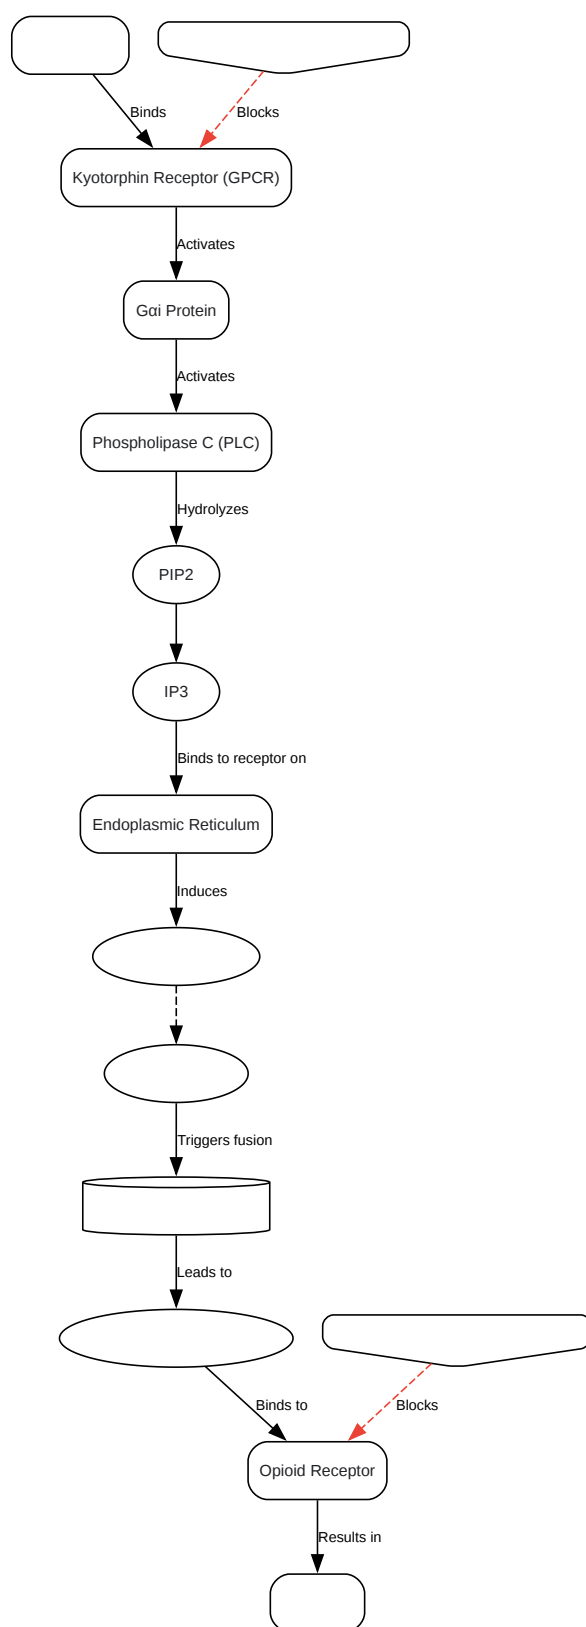 Binds
Blocks
Kyotorphin Receptor (GPCR)
Activates
Gαi Protein
Activates
Phospholipase C (PLC)
Hydrolyzes
PIP2
IP3
Binds to receptor on
Endoplasmic Reticulum
Induces
Triggers fusion
Leads to
Binds to
Blocks
Opioid Receptor
Results in